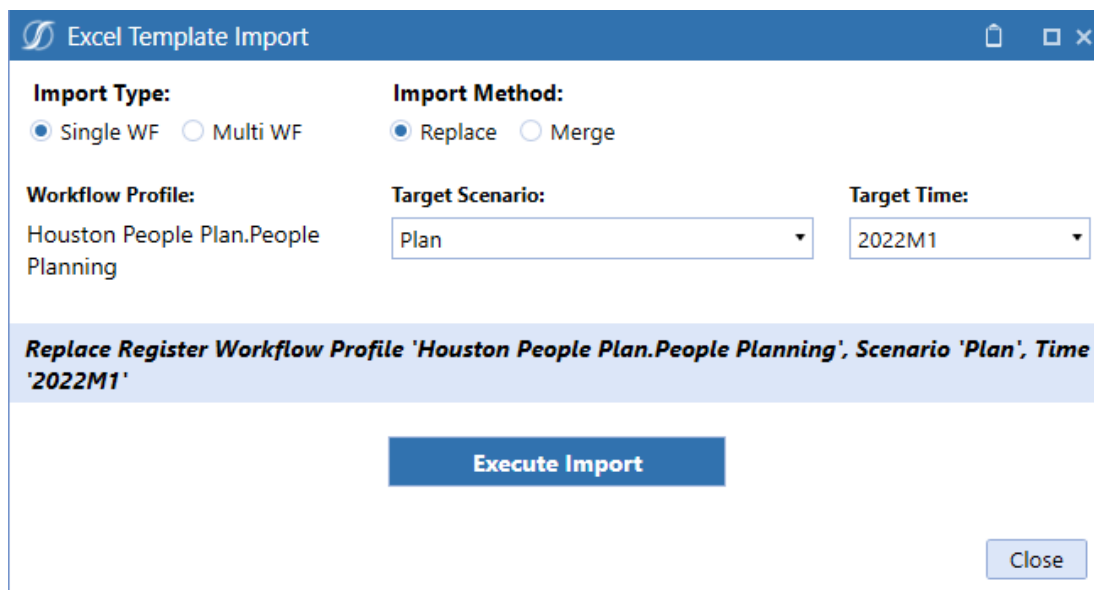 Excel Template Import
Import Type:
Single WF Multi WF
Import Method:
Replace Merge
Workflow Profile:
Houston People Plan.People
Planning
Target Scenario:
Plan
Target Time:
2022M1
Replace Register Workflow Profile 'Houston People Plan.People Planning', Scenario 'Plan', Time
'2022M1'
Execute Import
Close